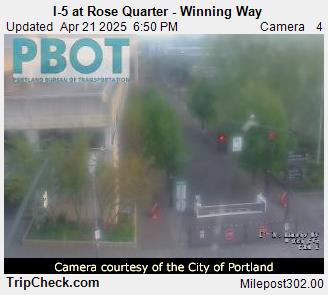 I-5 at Rose Quarter - Winning Way
Updated Apr 21 2025 6:50 PM Camera 4
PBOT
PORTLAND BUREAU OF TRANSPORTATION
Camera courtesy of the City of Portland
TripCheck.com Milepost302.00